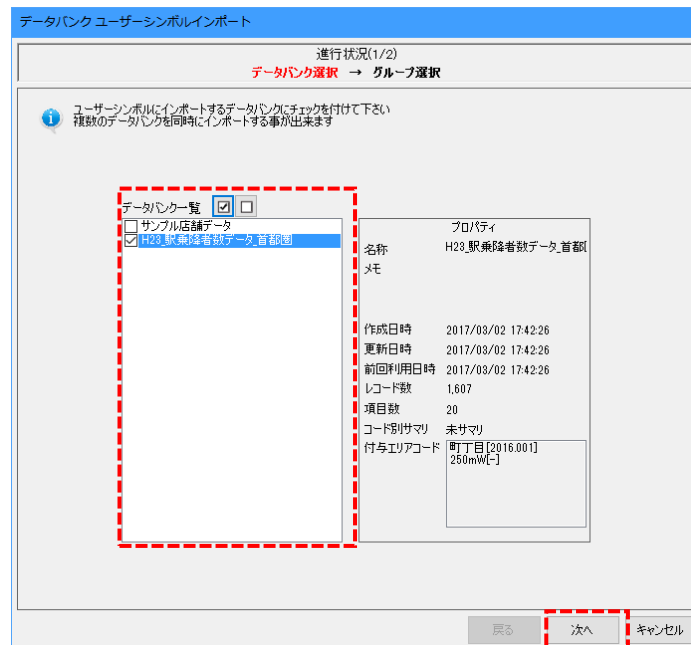 データバンク ユーザーシンボルインポート
進行状況(1/2)
データバンク選択 → グループ選択
ユーザーシンボルにインポートするデータバンクにチェックを付けて下さい
複数のデータバンクを同時にインポートする事が出来ます
データバンク一覧
サンプル店舗データ
H23_駅乗降者数データ_首都圏
プロパティ
名称 H23_駅乗降者数データ_首都
メモ
作成日時 2017/03/02 17:42:26
更新日時 2017/03/02 17:42:26
前回利用日時 2017/03/02 17:42:26
レコード数 1,607
項目数 20
コード別サマリ 未サマリ
付与エリアコード 町丁目[2016.001]
250mW[-]
戻る 次へ キャンセル